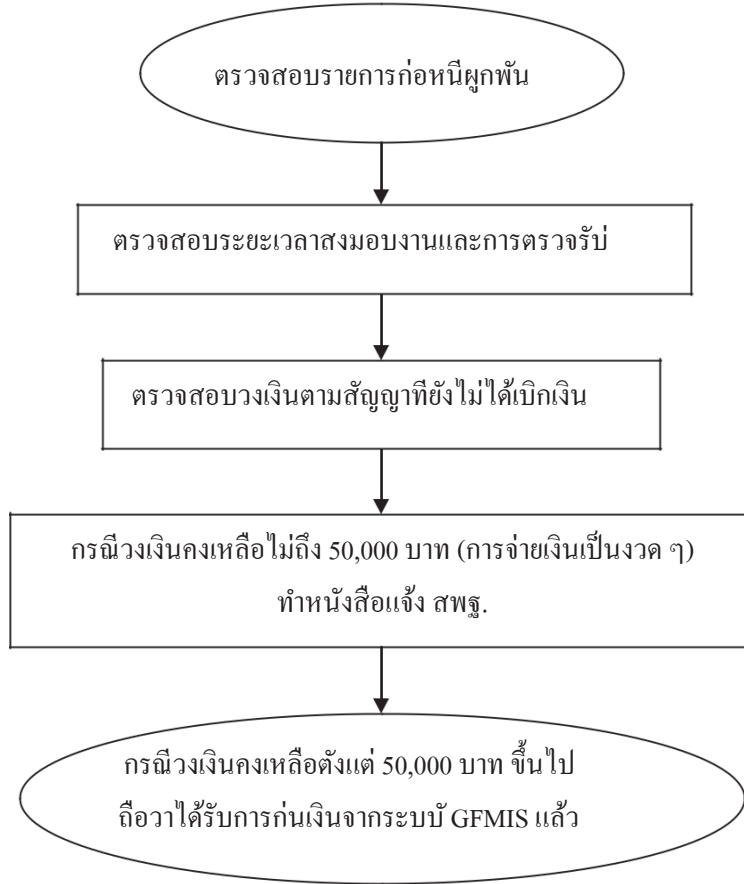 ตรวจสอบรายการก่อหนีผูกพัน
ตรวจสอบระยะเวลาสงมอบงานและการตรวจรับ่
ตรวจสอบวงเงินตามสัญญาทียังไม่ได้เบิกเงิน
กรณีวงเงินคงเหลือไม่ถึง 50,000 บาท (การจ่ายเงินเป็นงวด ๆ)
ทําหนังสือแจ้ง สพฐ.
กรณีวงเงินคงเหลือตังแต่ 50,000 บาท ขึ้นไป
ถือวาได้รับการก่นเงินจากระบบั GFMIS แล้ว